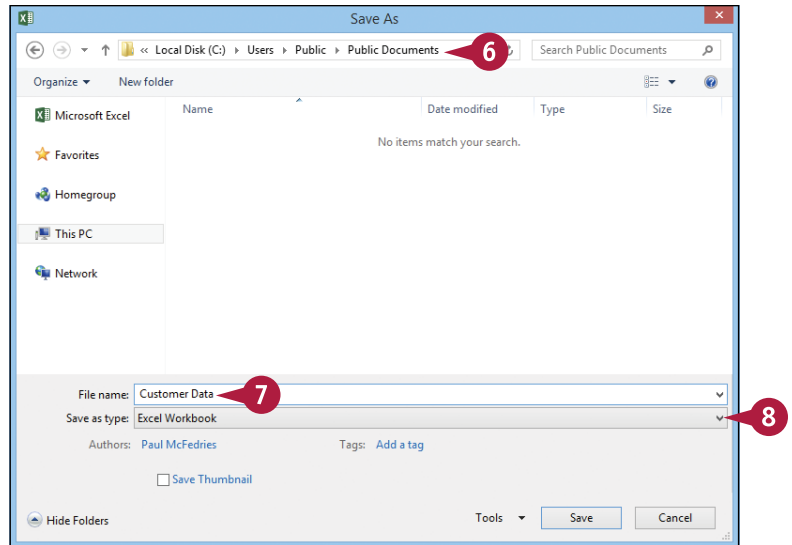 Save As
« Local Disk (C:) Users Public Public Documents 6 Search Public Documents
Organize New folder
Name Date modified Type Size
No items match your search.
Microsoft Excel
Favorites
Homegroup
This PC
Network
File name: Customer Data 7
Save as type: Excel Workbook 8
Authors: Paul McFedries Tags: Add a tag
Save Thumbnail
Hide Folders Tools Save Cancel